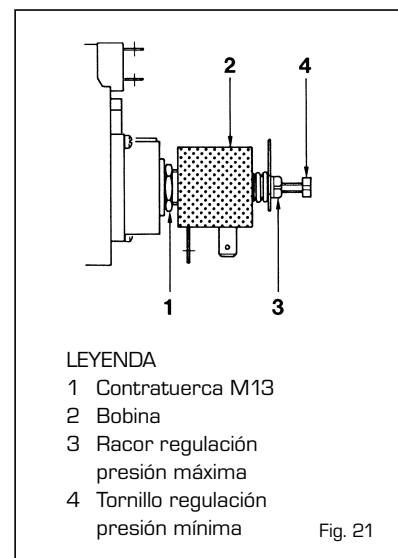 2 4
1 3
LEYENDA
1 Contratuerca M13
2 Bobina
3 Racor regulación
presión máxima
4 Tornillo regulación
presión mínima
Fig. 21